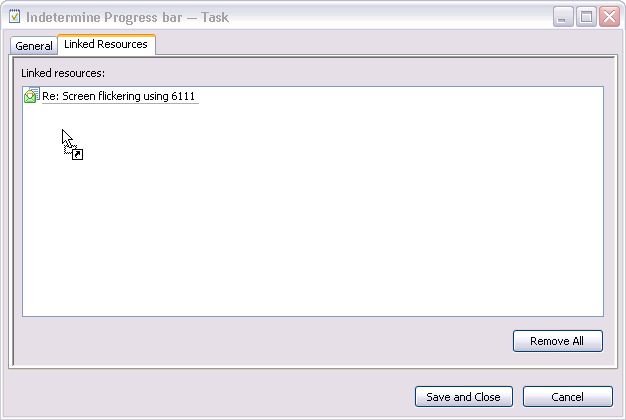 Indetermine Progress bar — Task
General
Linked Resources
Linked resources:
Re: Screen flickering using 6111
Remove All
Save and Close
Cancel